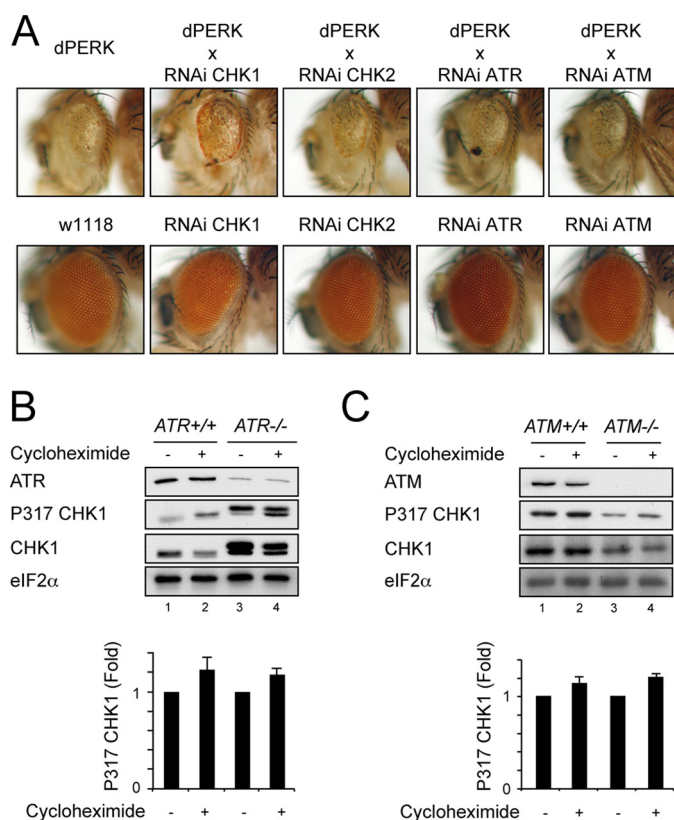 A
dPERK
dPERK x RNAi CHK1
dPERK x RNAi CHK2
dPERK x RNAi ATR
dPERK x RNAi ATM
w1118 RNAi CHK1 RNAi CHK2 RNAi ATR RNAi ATM
B
ATR+/+ ATR-/-
Cycloheximide - + - +
ATR
P317 CHK1
CHK1
eIF2α
1 2 3 4
P317 CHK1 (Fold)
1
0
Cycloheximide - + - +
C
ATM+/+ ATM-/-
Cycloheximide - + - +
ATM
P317 CHK1
CHK1
eIF2α
1 2 3 4
P317 CHK1 (Fold)
1
0
Cycloheximide - + - +